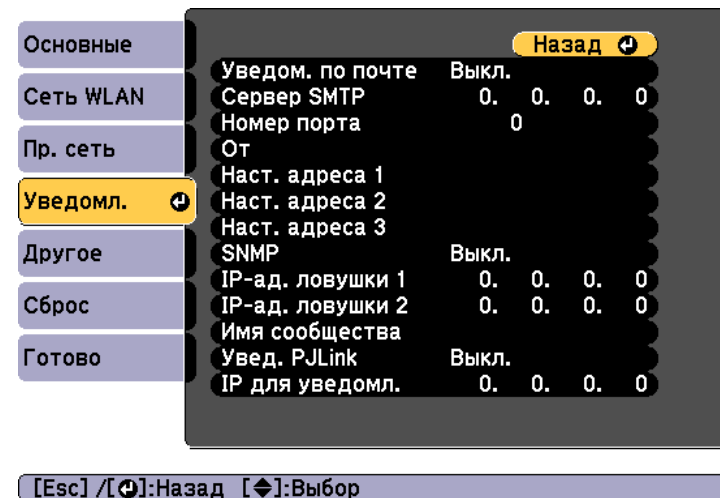 Основные
Сеть WLAN
Пр. сеть
Уведомл.
Другое
Сброс
Готово
Назад
Уведом. по почте Выкл.
Сервер SMTP 0. 0. 0. 0
Номер порта 0
От
Наст. адреса 1
Наст. адреса 2
Наст. адреса 3
SNMP Выкл.
IP-ад. ловушки 1 0. 0. 0. 0
IP-ад. ловушки 2 0. 0. 0. 0
Имя сообщества
Увед. PJLink Выкл.
IP для уведомл. 0. 0. 0. 0
[Esc] /[⏎]:Назад [◆]:Выбор